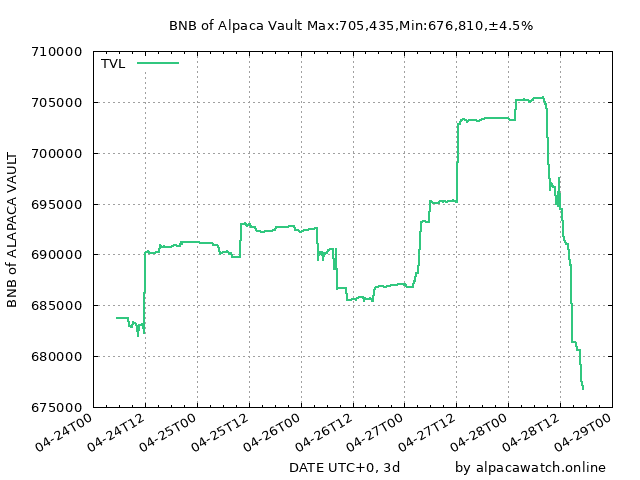 BNB of Alpaca Vault Max:705,435,Min:676,810,±4.5%
TVL
710000
705000
700000
695000
690000
685000
680000
675000
BNB of ALAPACA VAULT
04-24T00
04-24T12
04-25T00
04-25T12
04-26T00
04-26T12
04-27T00
04-27T12
04-28T00
04-28T12
04-29T00
DATE UTC+0, 3d
by alpacawatch.online